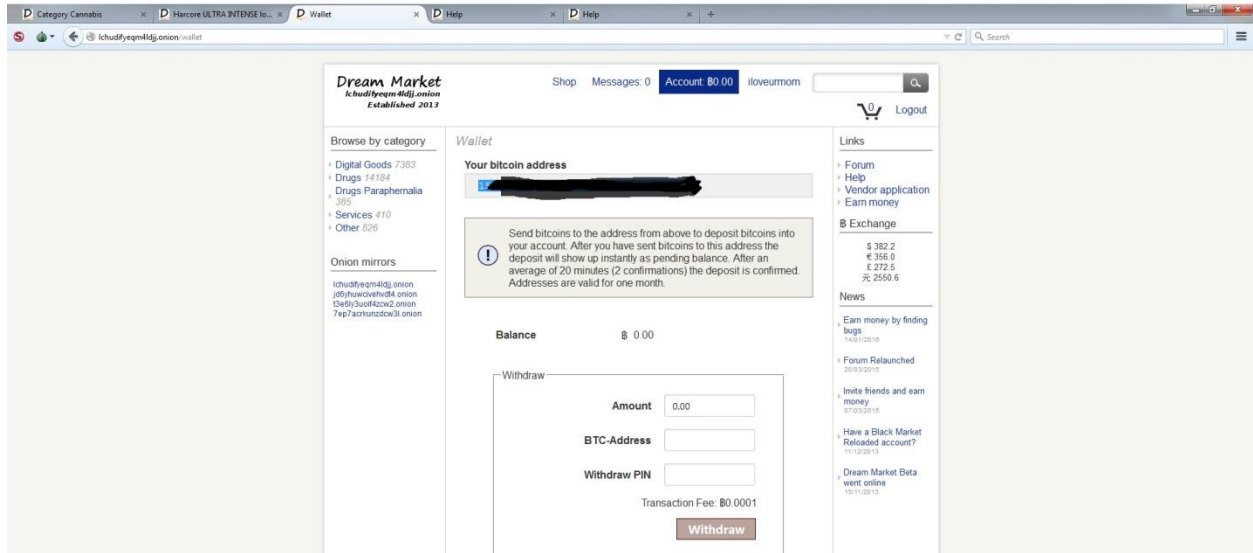 Category Cannabis
Harcore ULTRA INTENSE lo...
Wallet
Help
Help
lchudifyeqm4ldjj.onion/wallet
Search
Dream Market
lchudifyeqm4ldjj.onion
Established 2013
Shop
Messages: 0
Account: ฿0.00
iloveurmom
0
Logout
Browse by category
Digital Goods 7383
Drugs 14184
Drugs Paraphernalia
385
Services 410
Other 826
Onion mirrors
lchudifyeqm4ldjj.onion
jd6yhuwcivehvdt4.onion
t3e6ly3uoif4zcw2.onion
7ep7acrkunzdcw3l.onion
Wallet
Your bitcoin address
Send bitcoins to the address from above to deposit bitcoins into
your account. After you have sent bitcoins to this address the
deposit will show up instantly as pending balance. After an
average of 20 minutes (2 confirmations) the deposit is confirmed.
Addresses are valid for one month.
Balance ฿ 0.00
Withdraw
Amount 0.00
BTC-Address
Withdraw PIN
Transaction Fee: ฿0.0001
Withdraw
Links
Forum
Help
Vendor application
Earn money
฿ Exchange
$ 382.2
€ 356.0
£ 272.5
元 2550.6
News
Earn money by finding
bugs
14/01/2016
Forum Relaunched
20/03/2015
Invite friends and earn
money
07/03/2015
Have a Black Market
Reloaded account?
11/12/2013
Dream Market Beta
went online
15/11/2013